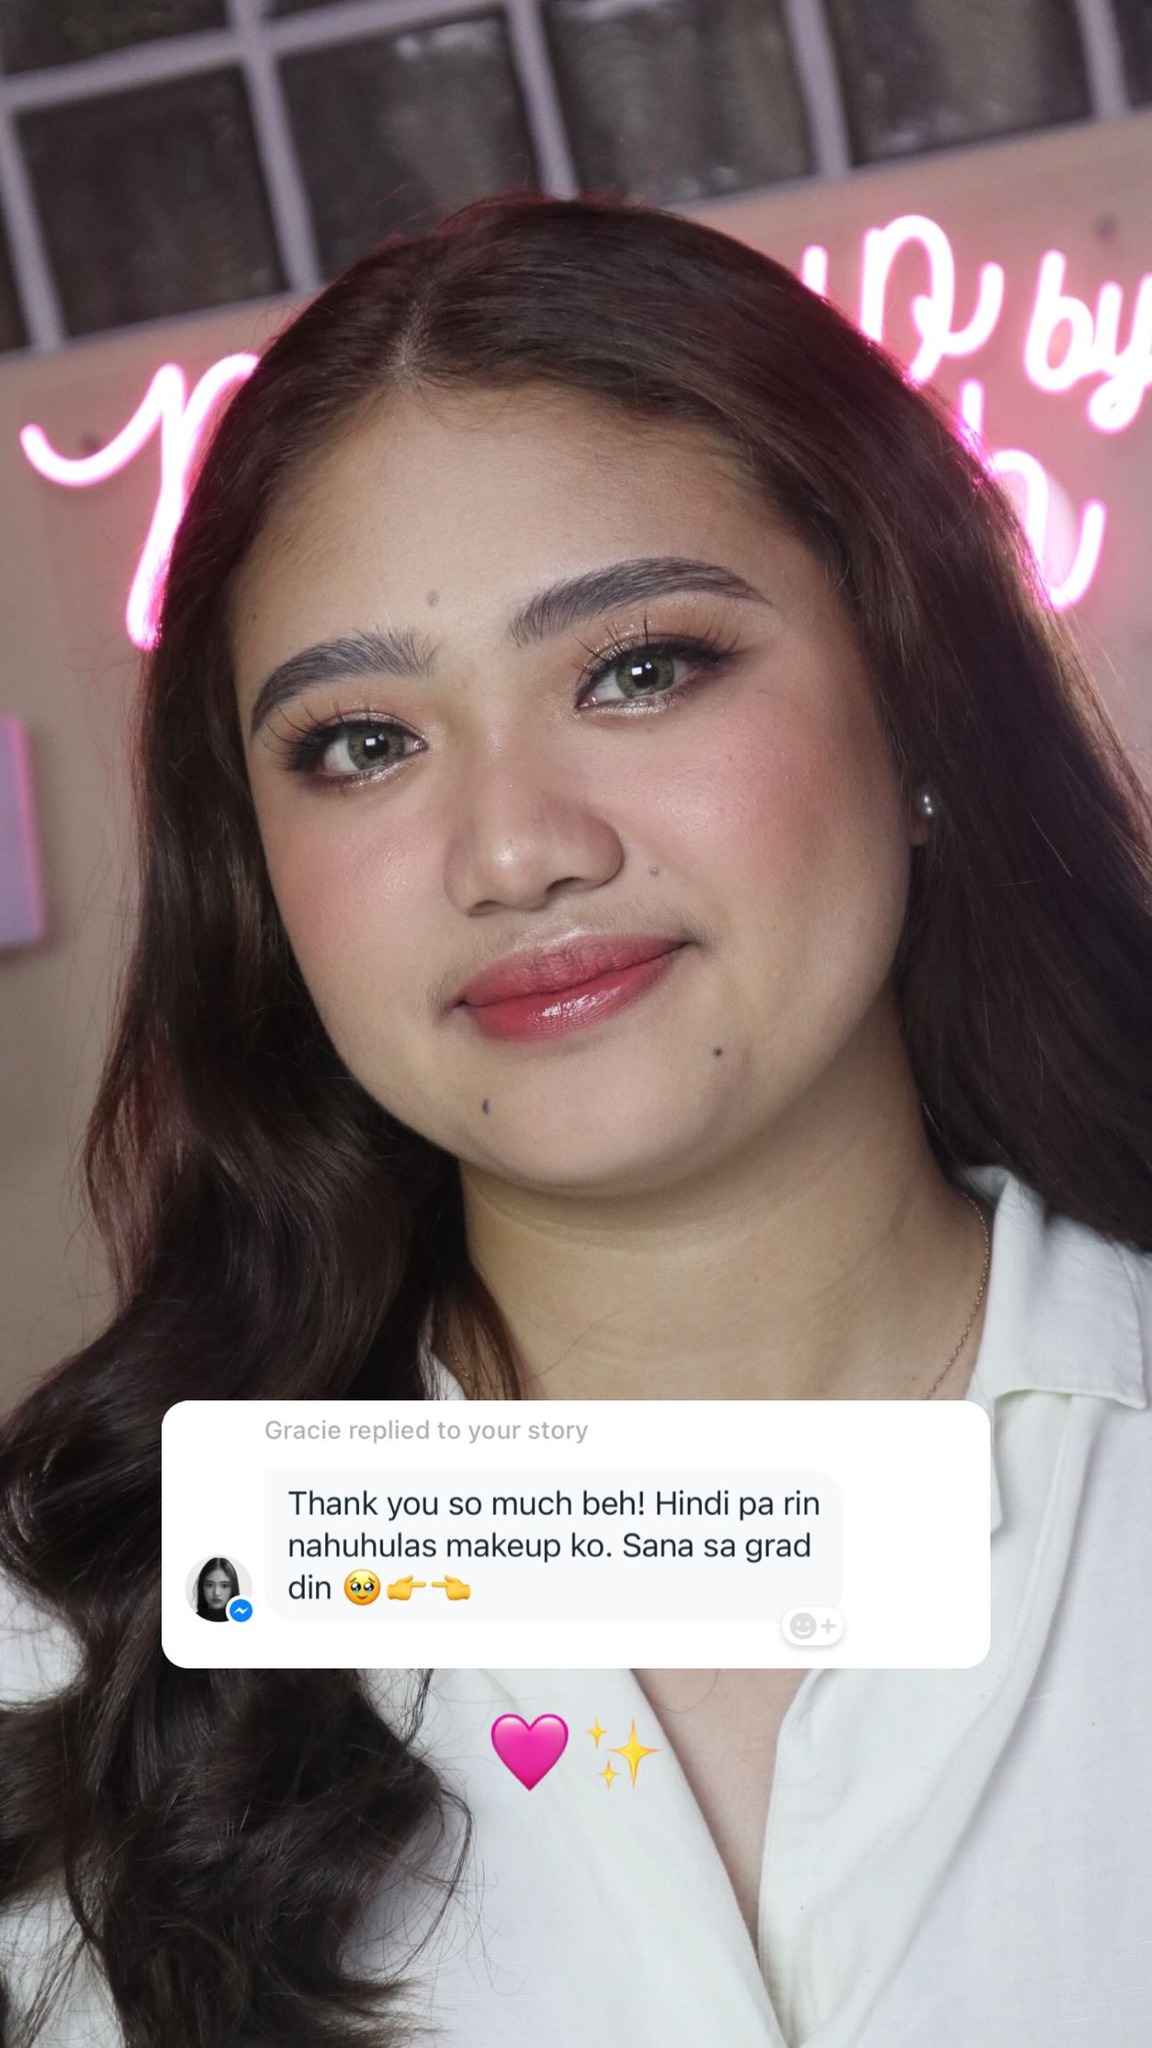 by
Gracie replied to your story
Thank you so much beh! Hindi pa rin
nahuhulas makeup ko. Sana sa grad
din 🥹👉👈
🩷✨